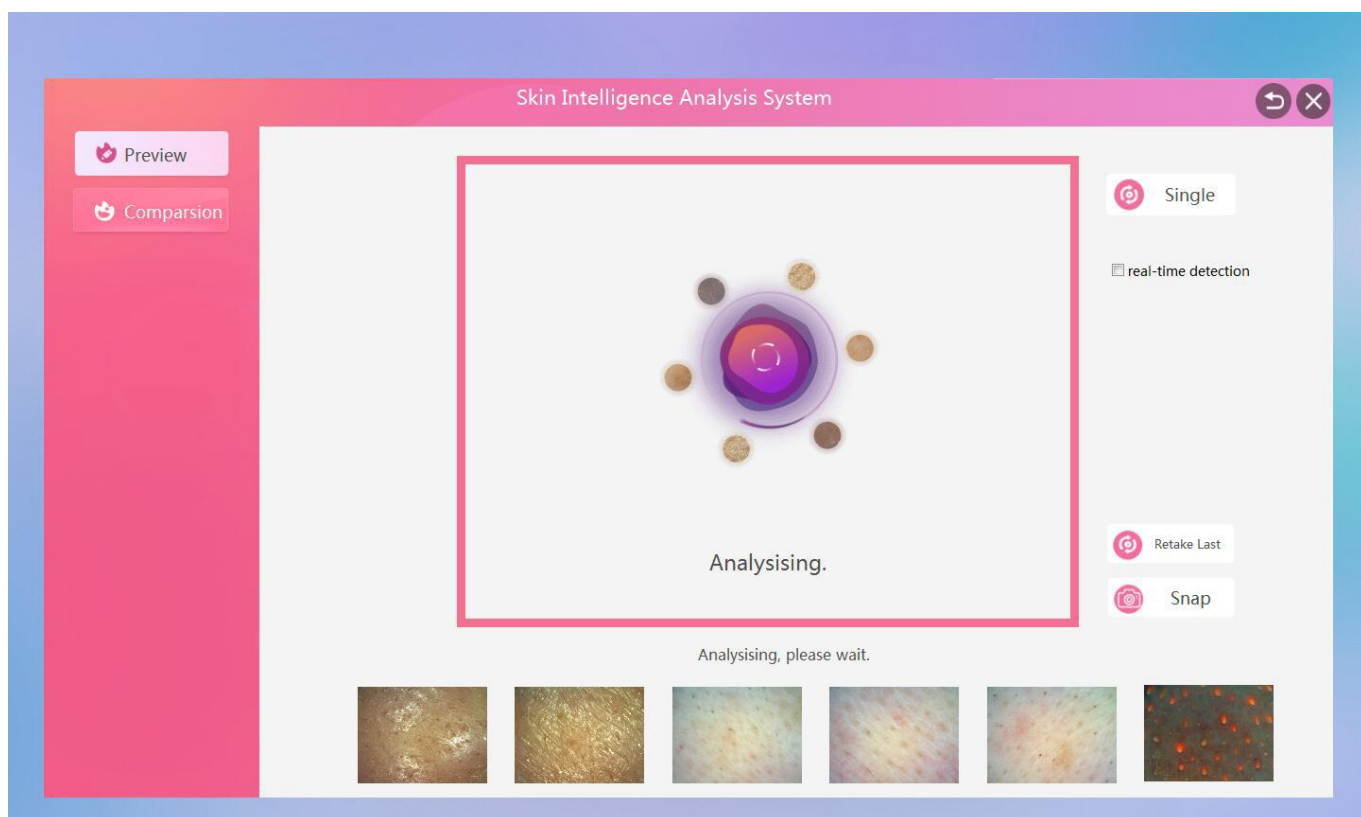 Skin Intelligence Analysis System
Preview
Comparsion
Single
real-time detection
Analysising.
Retake Last
Snap
Analysising, please wait.